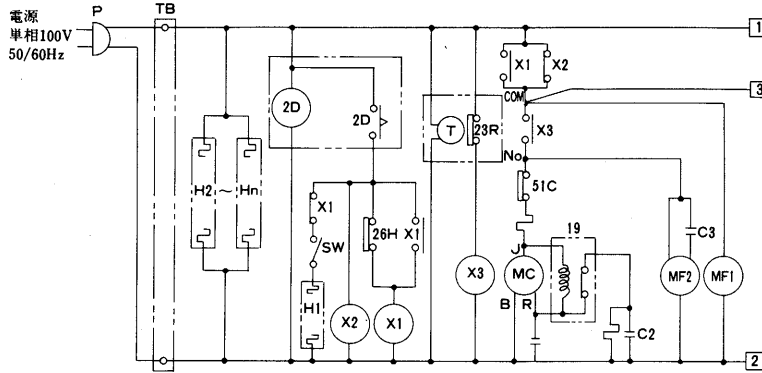 電源
単相100V
50/60Hz
P
TB
1
X1
X2
COM
3
2D
2D
T
23R
X3
No
H2
～
Hn
X1
51C
26H
X1
SW
19
C3
J
X3
MC
MF2
MF1
H1
X2
X1
B
R
C2
2